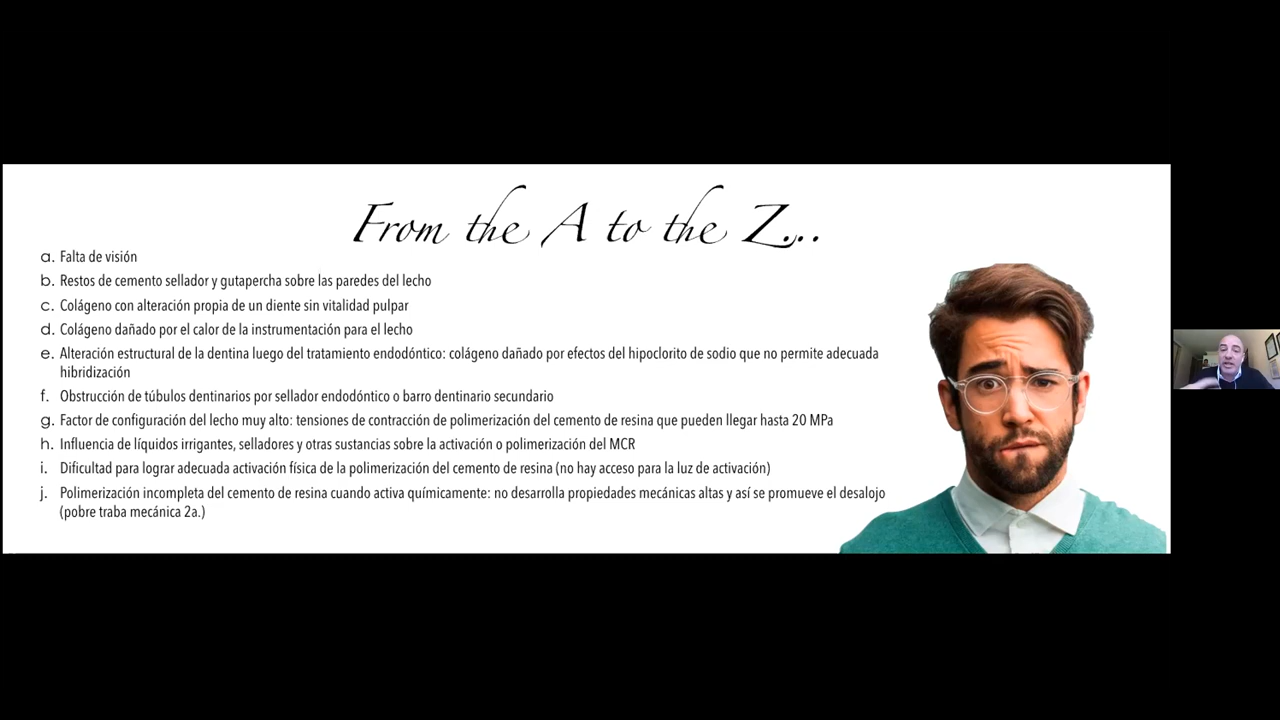 From the A to the Z...
a. Falta de visión
b. Restos de cemento sellador y gutapercha sobre las paredes del lecho
c. Colágeno con alteración propia de un diente sin vitalidad pulpar
d. Colágeno dañado por el calor de la instrumentación para el lecho
e. Alteración estructural de la dentina luego del tratamiento endodóntico: colágeno dañado por efectos del hipoclorito de sodio que no permite adecuada
hibridización
f. Obstrucción de túbulos dentinarios por sellador endodóntico o barro dentinario secundario
g. Factor de configuración del lecho muy alto: tensiones de contracción de polimerización del cemento de resina que pueden llegar hasta 20 MPa
h. Influencia de líquidos irrigantes, selladores y otras sustancias sobre la activación o polimerización del MCR
i. Dificultad para lograr adecuada activación física de la polimerización del cemento de resina (no hay acceso para la luz de activación)
j. Polimerización incompleta del cemento de resina cuando activa químicamente: no desarrolla propiedades mecánicas altas y así se promueve el desalojo
(pobre traba mecánica 2a.)